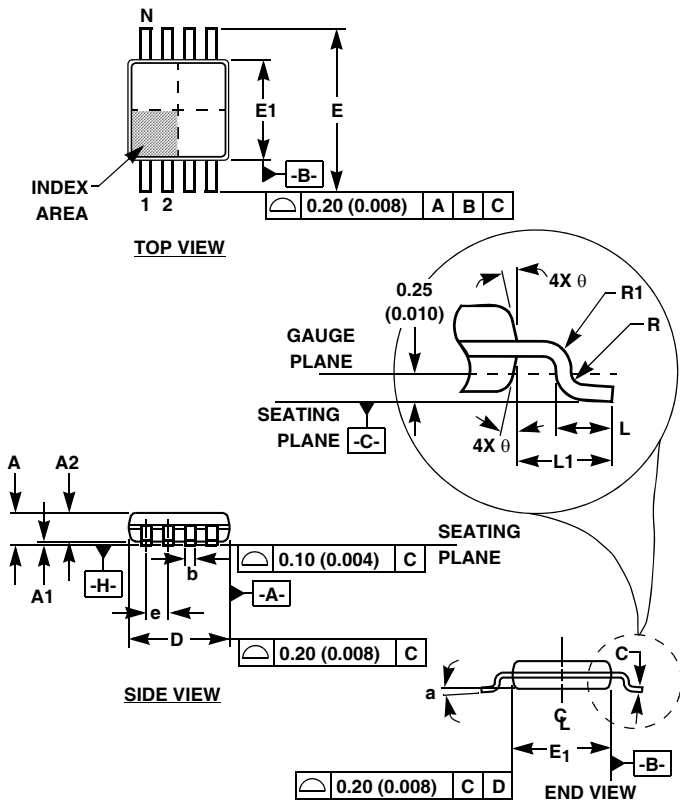 N
E1
E
-B-
INDEX
AREA
1 2
0.20 (0.008) A B C
TOP VIEW
0.25
(0.010)
4X θ
R1
R
GAUGE
PLANE
SEATING
PLANE
-C-
4X θ
L
L1
A
A2
SEATING
PLANE
A1
-H-
b
e
0.10 (0.004) C
-A-
D
0.20 (0.008) C
SIDE VIEW
C
a
CL
E1
-B-
0.20 (0.008) C D
END VIEW